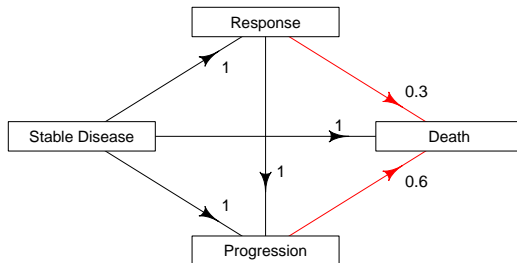 Response
1
0.3
Stable Disease
1
Death
1
1
0.6
Progression